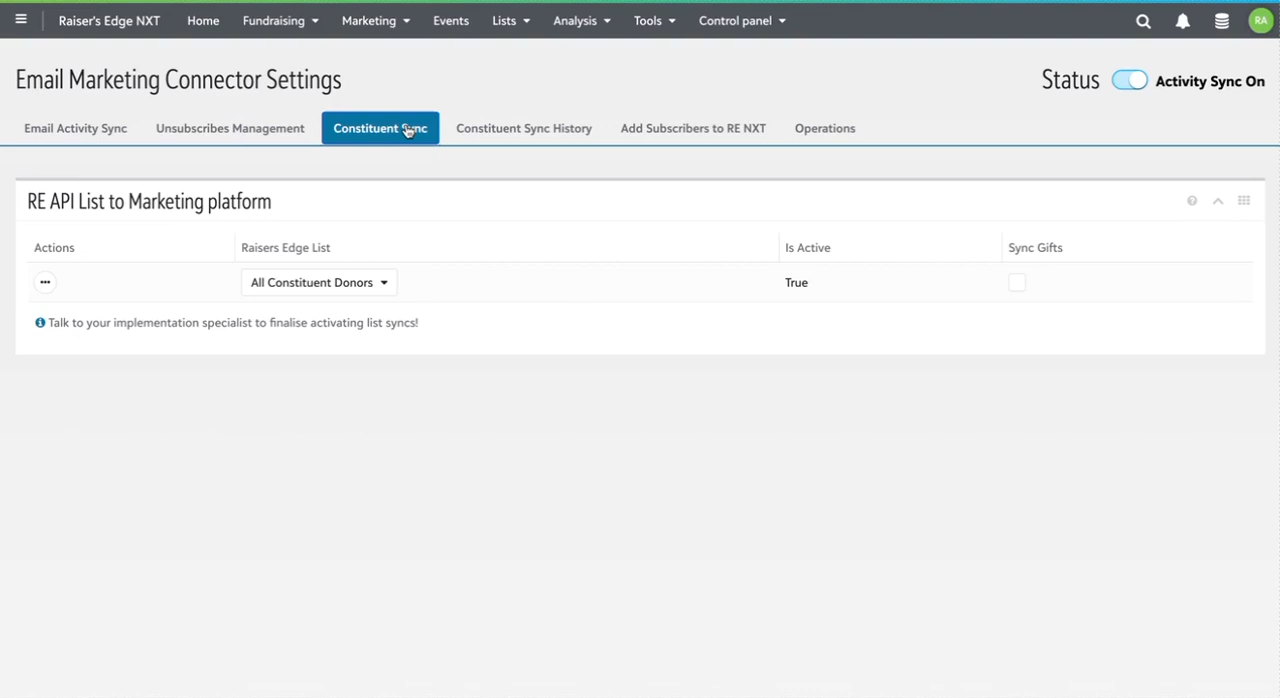 Raiser's Edge NXT Home Fundraising Marketing Events Lists Analysis Tools Control panel RA
Email Marketing Connector Settings Status Activity Sync On
Email Activity Sync Unsubscribes Management Constituent Sync Constituent Sync History Add Subscribers to RE NXT Operations
RE API List to Marketing platform
Actions Raisers Edge List Is Active Sync Gifts
All Constituent Donors True
Talk to your implementation specialist to finalise activating list syncs!